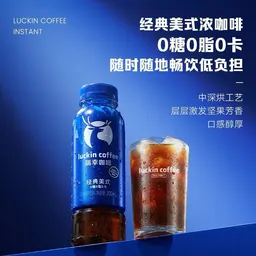 LUCKIN COFFEE
INSTANT
经典美式浓咖啡
0糖0脂0卡
随时随地畅饮低负担
中深烘工艺
层层激发坚果芳香
口感醇厚
luckin coffee
瑞幸咖啡
经典美式
luckin coffee